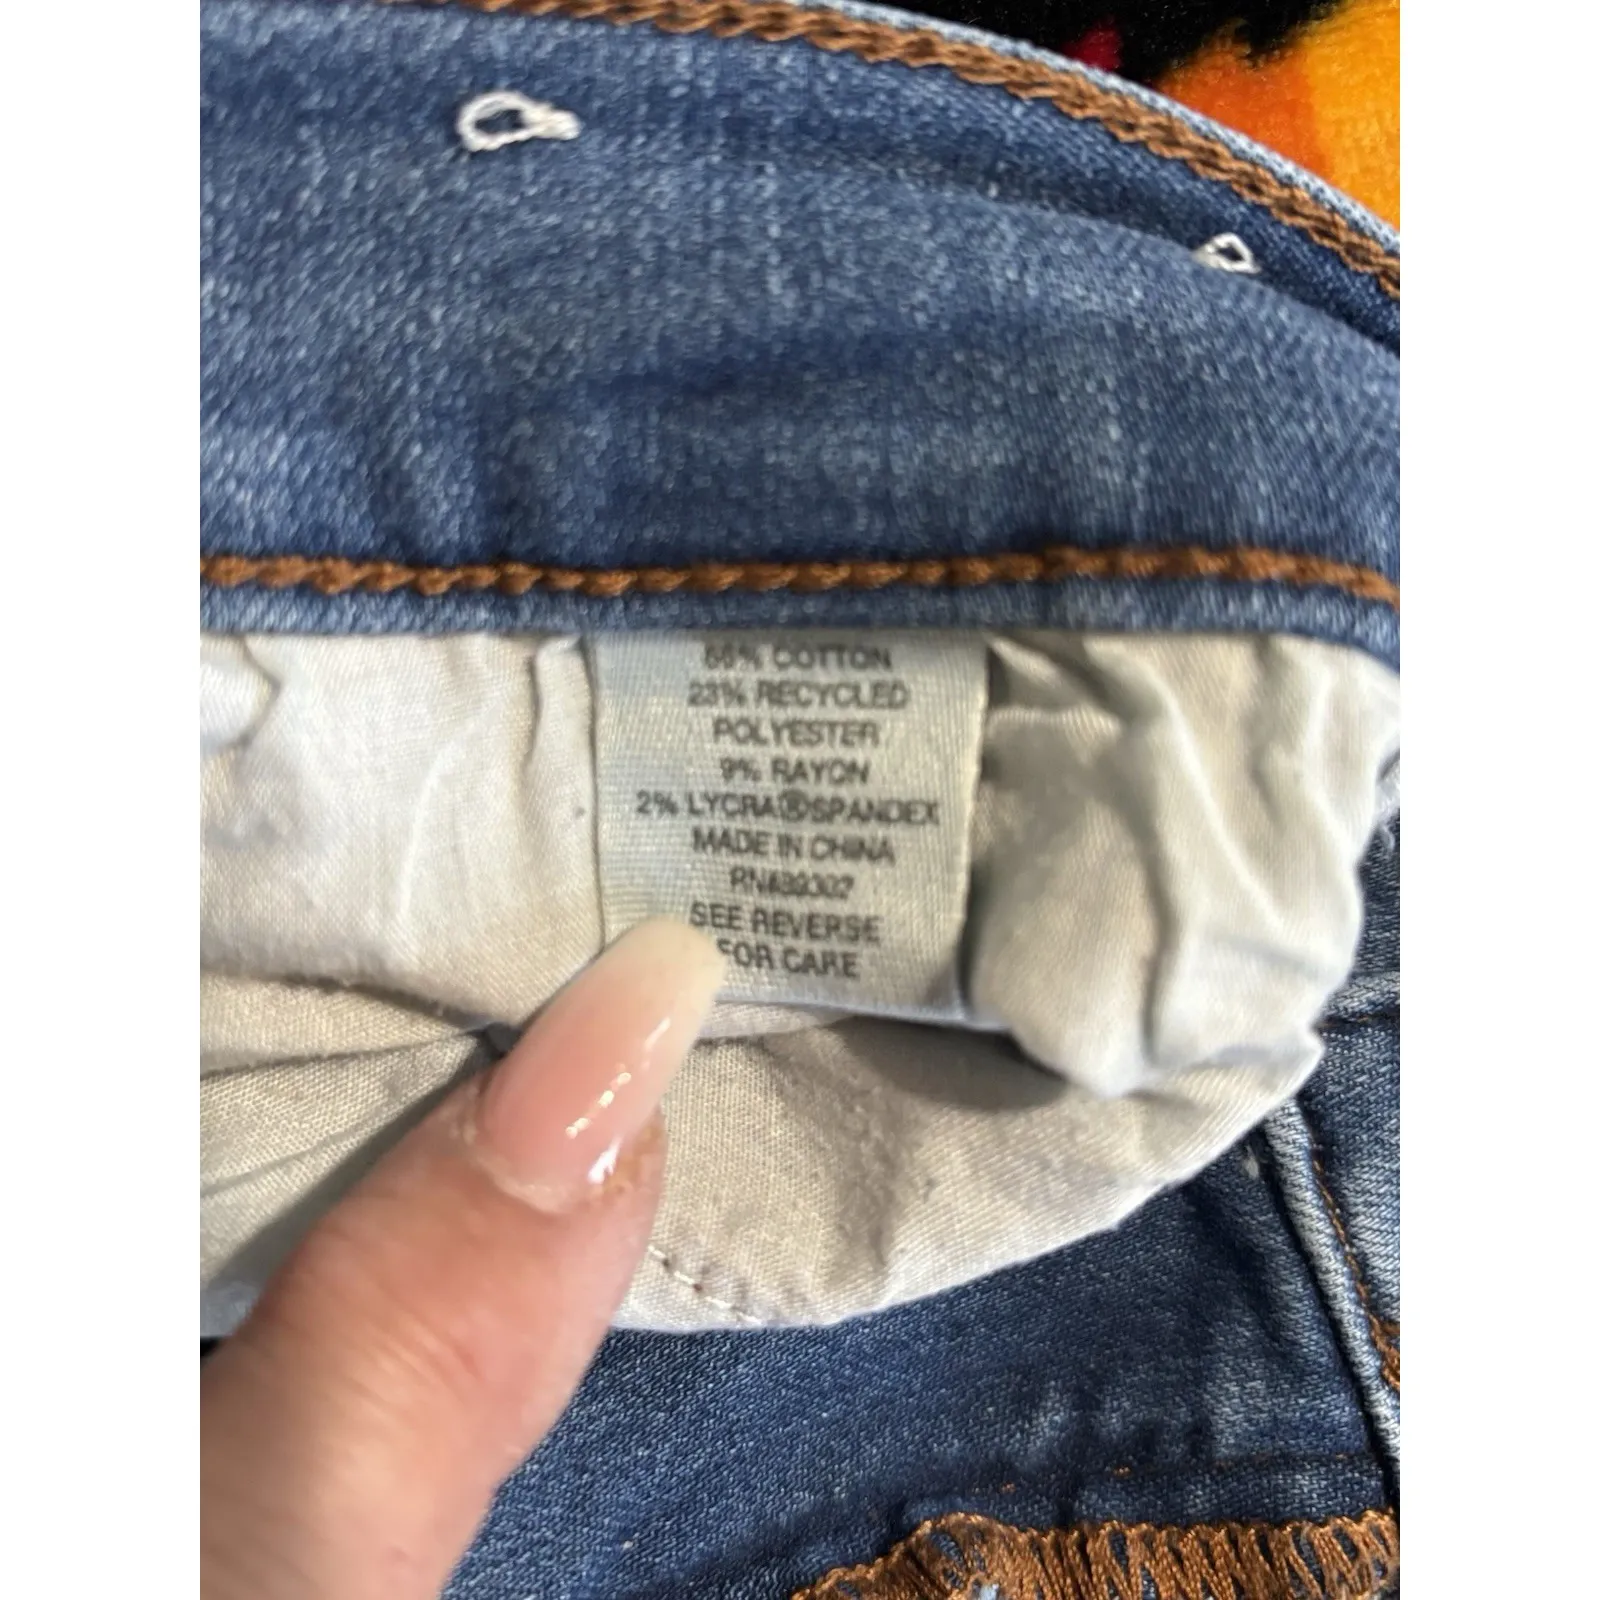 66% COTTON
23% RECYCLED
POLYESTER
9% RAYON
2% LYCRA®SPANDEX
MADE IN CHINA
SEE REVERSE
FOR CARE